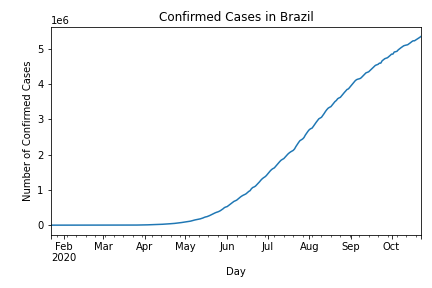 Confirmed Cases in Brazil
1e6
5
4
3
2
1
0
Number of Confirmed Cases
Feb Mar Apr May Jun Jul Aug Sep Oct
2020
Day